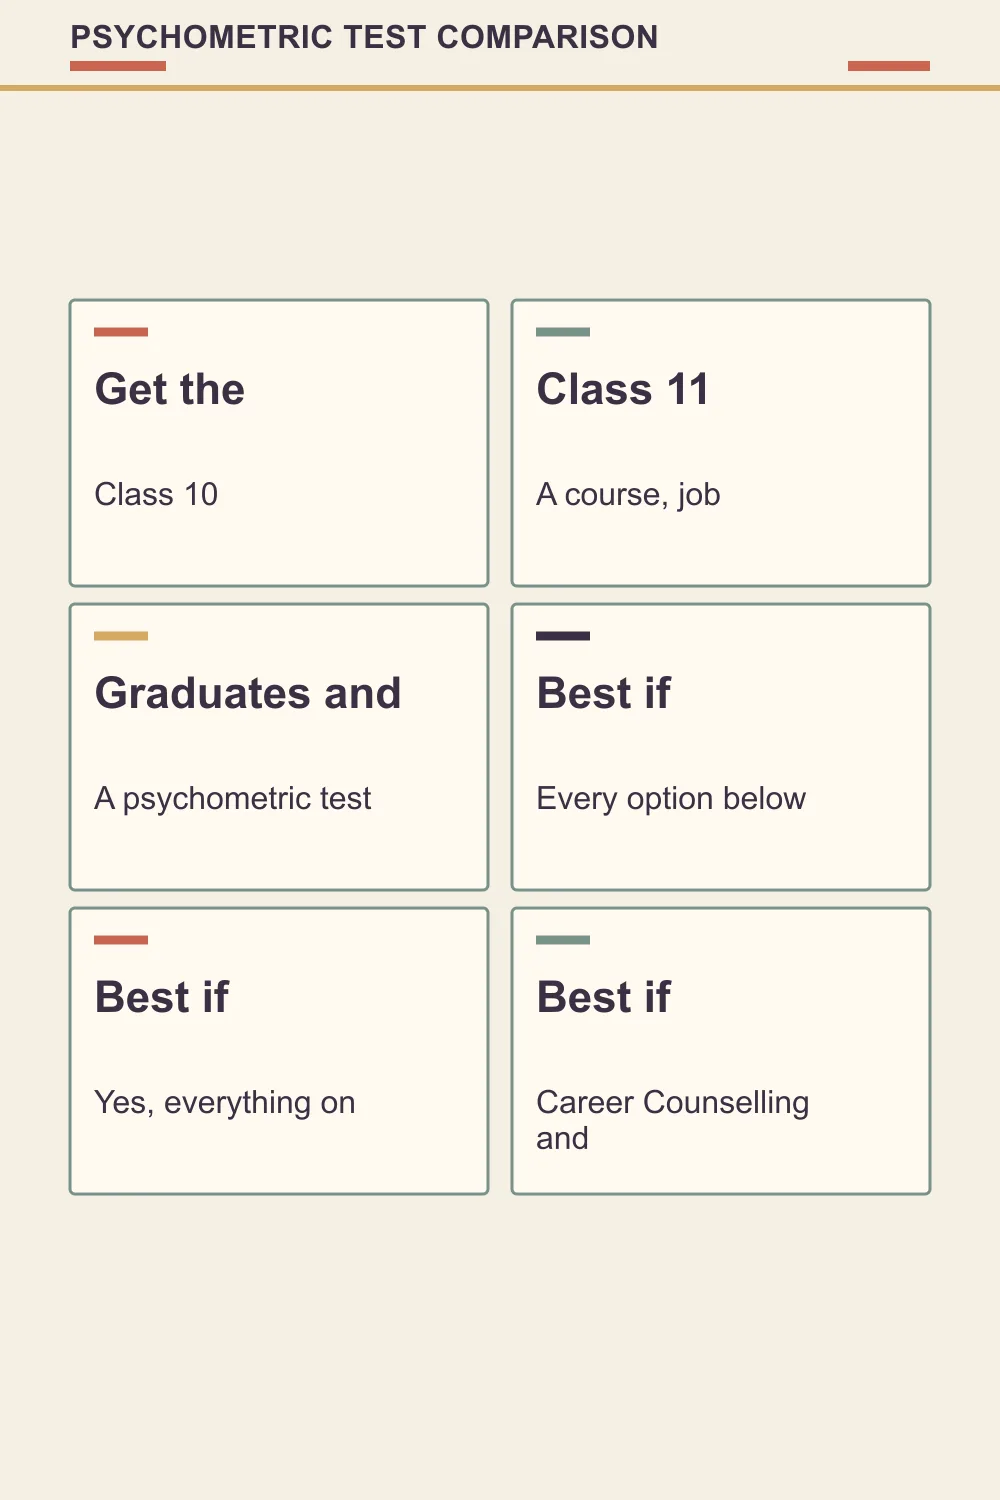 PSYCHOMETRIC TEST COMPARISON
Get the
Class 10
Class 11
A course, job
Graduates and
A psychometric test
Best if
Every option below
Best if
Yes, everything on
Best if
Career Counselling
and